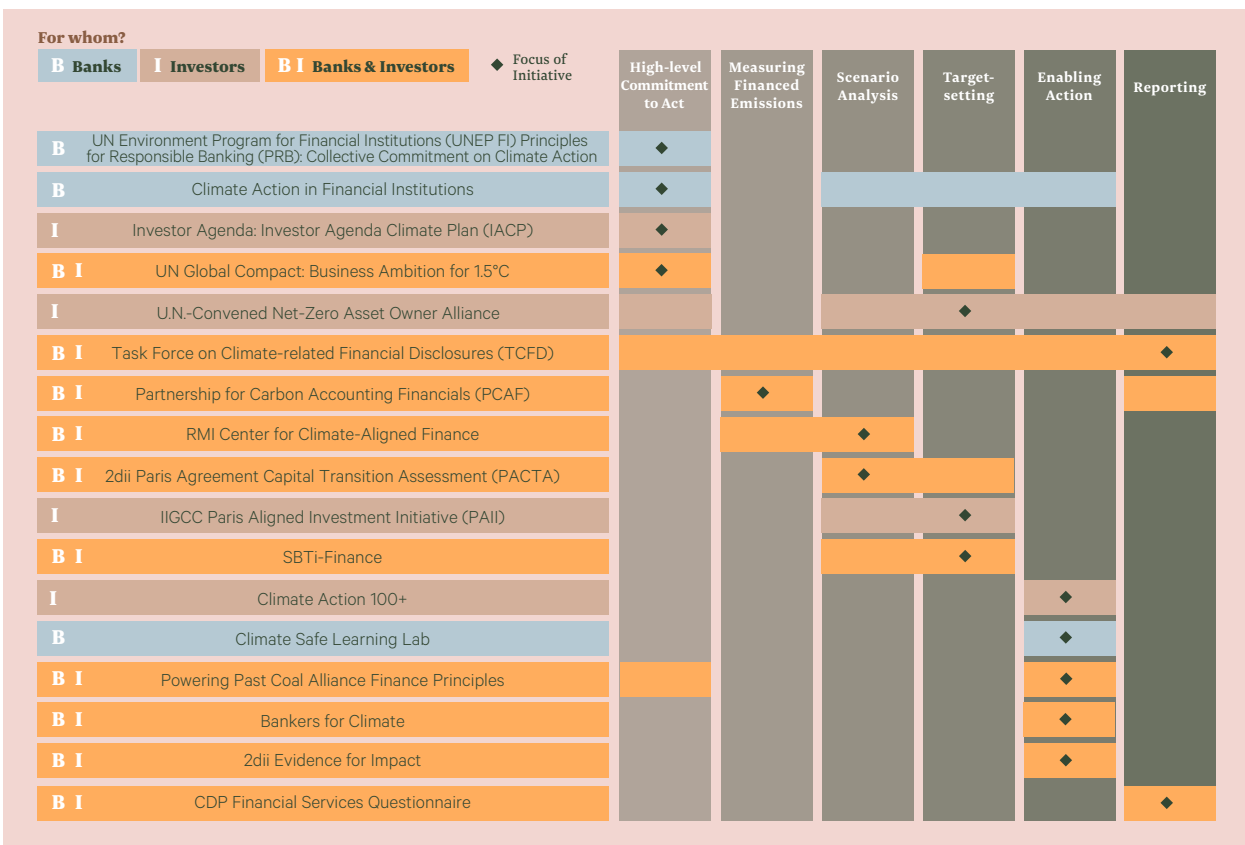 For whom?
B Banks
I Investors
B I Banks & Investors
Focus of
Initiative
High-level
Commitment
to Act
Measuring
Financed
Emissions
Scenario
Analysis
Target-
setting
Enabling
Action
Reporting
B UN Environment Program for Financial Institutions (UNEP FI) Principles
for Responsible Banking (PRB): Collective Commitment on Climate Action
B Climate Action in Financial Institutions
I Investor Agenda: Investor Agenda Climate Plan (IACP)
B I UN Global Compact: Business Ambition for 1.5°C
I U.N.-Convened Net-Zero Asset Owner Alliance
B I Task Force on Climate-related Financial Disclosures (TCFD)
B I Partnership for Carbon Accounting Financials (PCAF)
B I RMI Center for Climate-Aligned Finance
B I 2dii Paris Agreement Capital Transition Assessment (PACTA)
I IIGCC Paris Aligned Investment Initiative (PAII)
B I SBTi-Finance
I Climate Action 100+
B Climate Safe Learning Lab
B I Powering Past Coal Alliance Finance Principles
B I Bankers for Climate
B I 2dii Evidence for Impact
B I CDP Financial Services Questionnaire